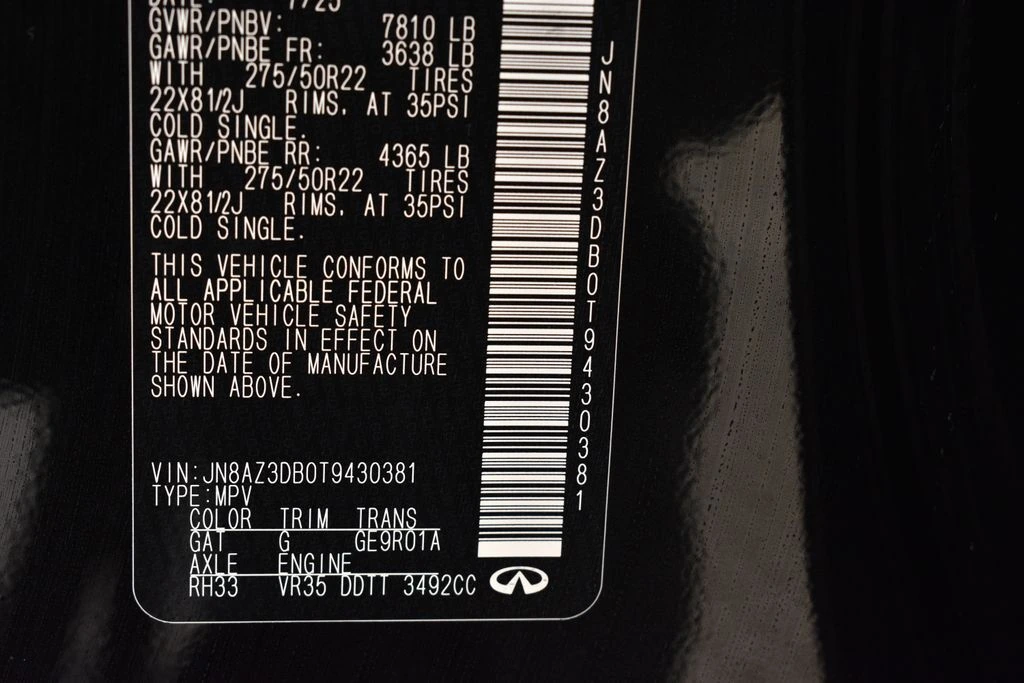 DATE: 7/25
GVWR/PNBV: 7810 LB
GAWR/PNBE FR: 3638 LB
WITH 275/50R22 TIRES
22X81/2J RIMS, AT 35PSI
COLD SINGLE.
GAWR/PNBE RR: 4365 LB
WITH 275/50R22 TIRES
22X81/2J RIMS, AT 35PSI
COLD SINGLE.
THIS VEHICLE CONFORMS TO
ALL APPLICABLE FEDERAL
MOTOR VEHICLE SAFETY
STANDARDS IN EFFECT ON
THE DATE OF MANUFACTURE
SHOWN ABOVE.
VIN:JN8AZ3DB0T9430381
TYPE:MPV
COLOR TRIM TRANS
GAT G GE9R01A
AXLE ENGINE
RH33 VR35 DDTT 3492CC
JN8AZ3DB0T9430381